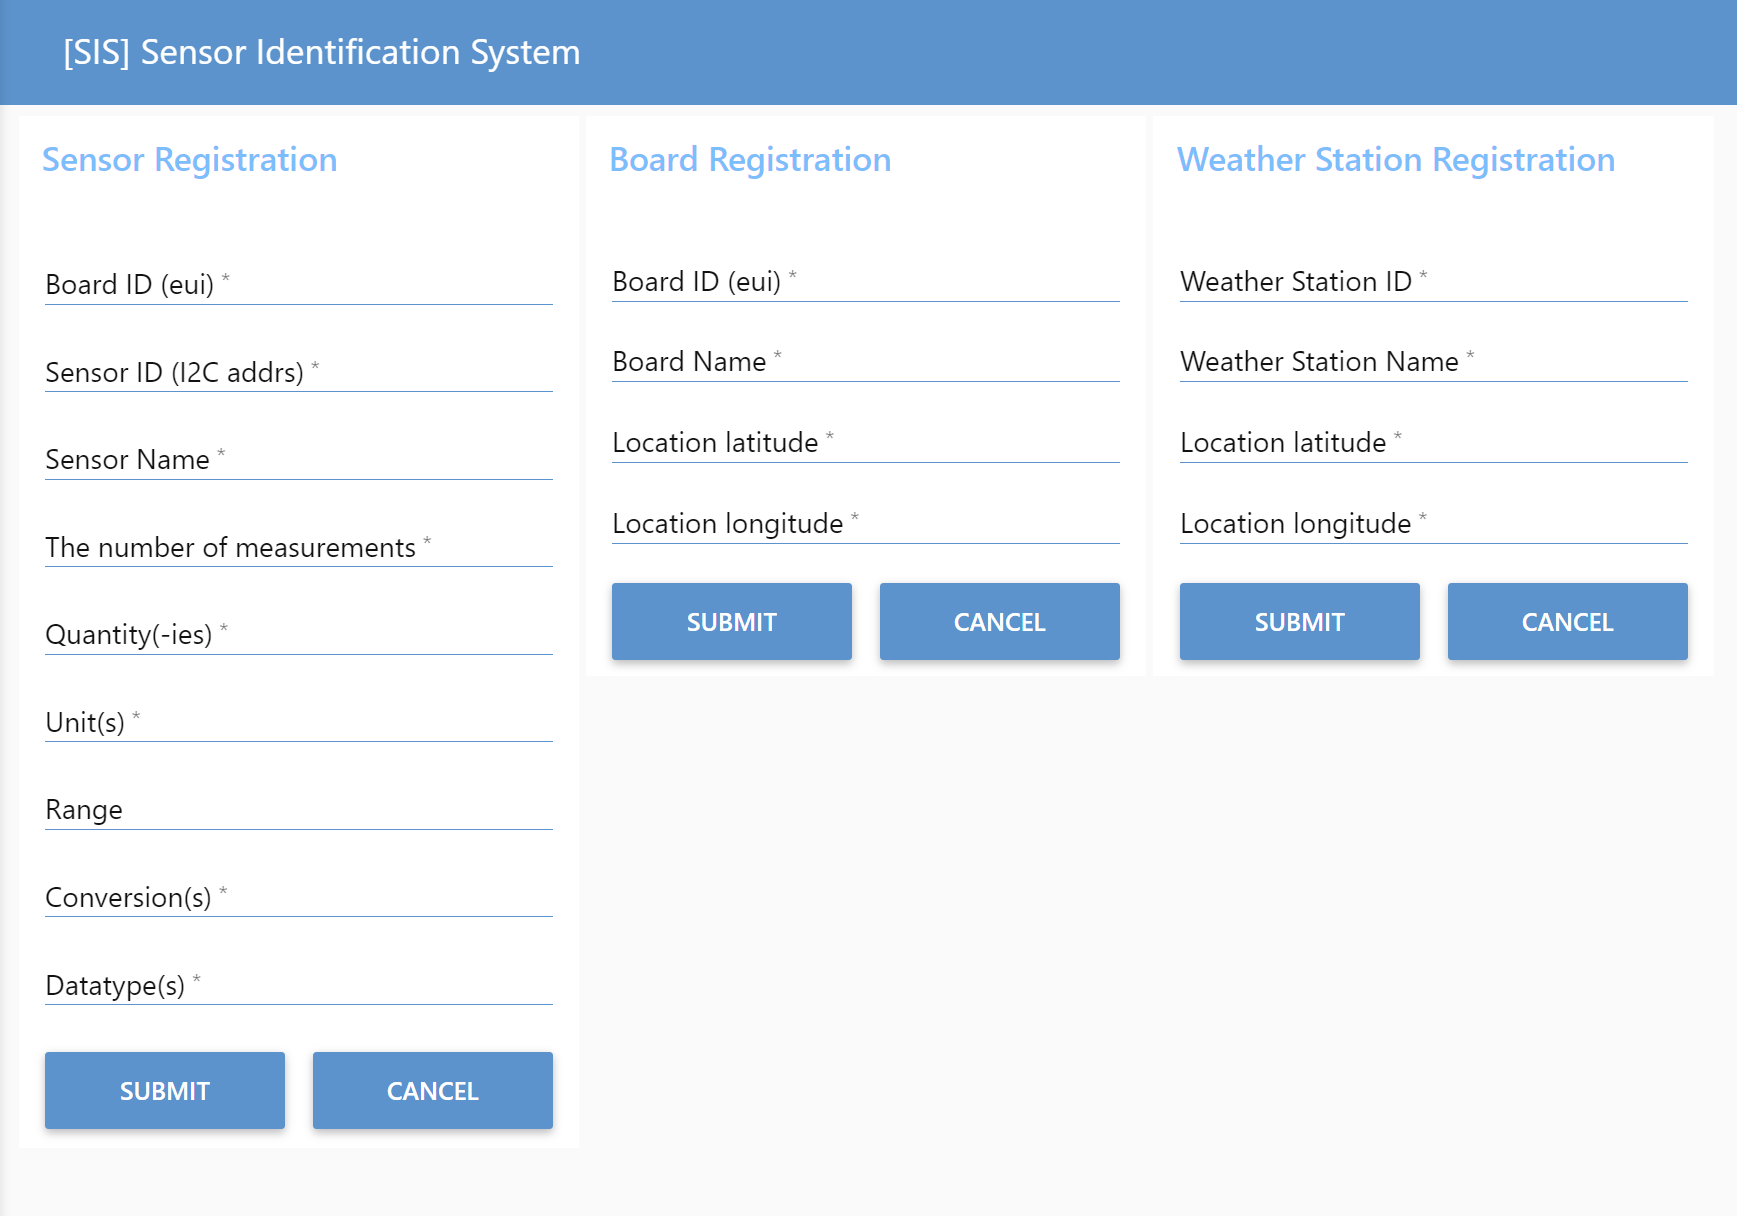 [SIS] Sensor Identification System
Sensor Registration
Board ID (eui) *
Sensor ID (I2C addrs) *
Sensor Name *
The number of measurements *
Quantity(-ies) *
Unit(s) *
Range
Conversion(s) *
Datatype(s) *
SUBMIT CANCEL
Board Registration
Board ID (eui) *
Board Name *
Location latitude *
Location longitude *
SUBMIT CANCEL
Weather Station Registration
Weather Station ID *
Weather Station Name *
Location latitude *
Location longitude *
SUBMIT CANCEL